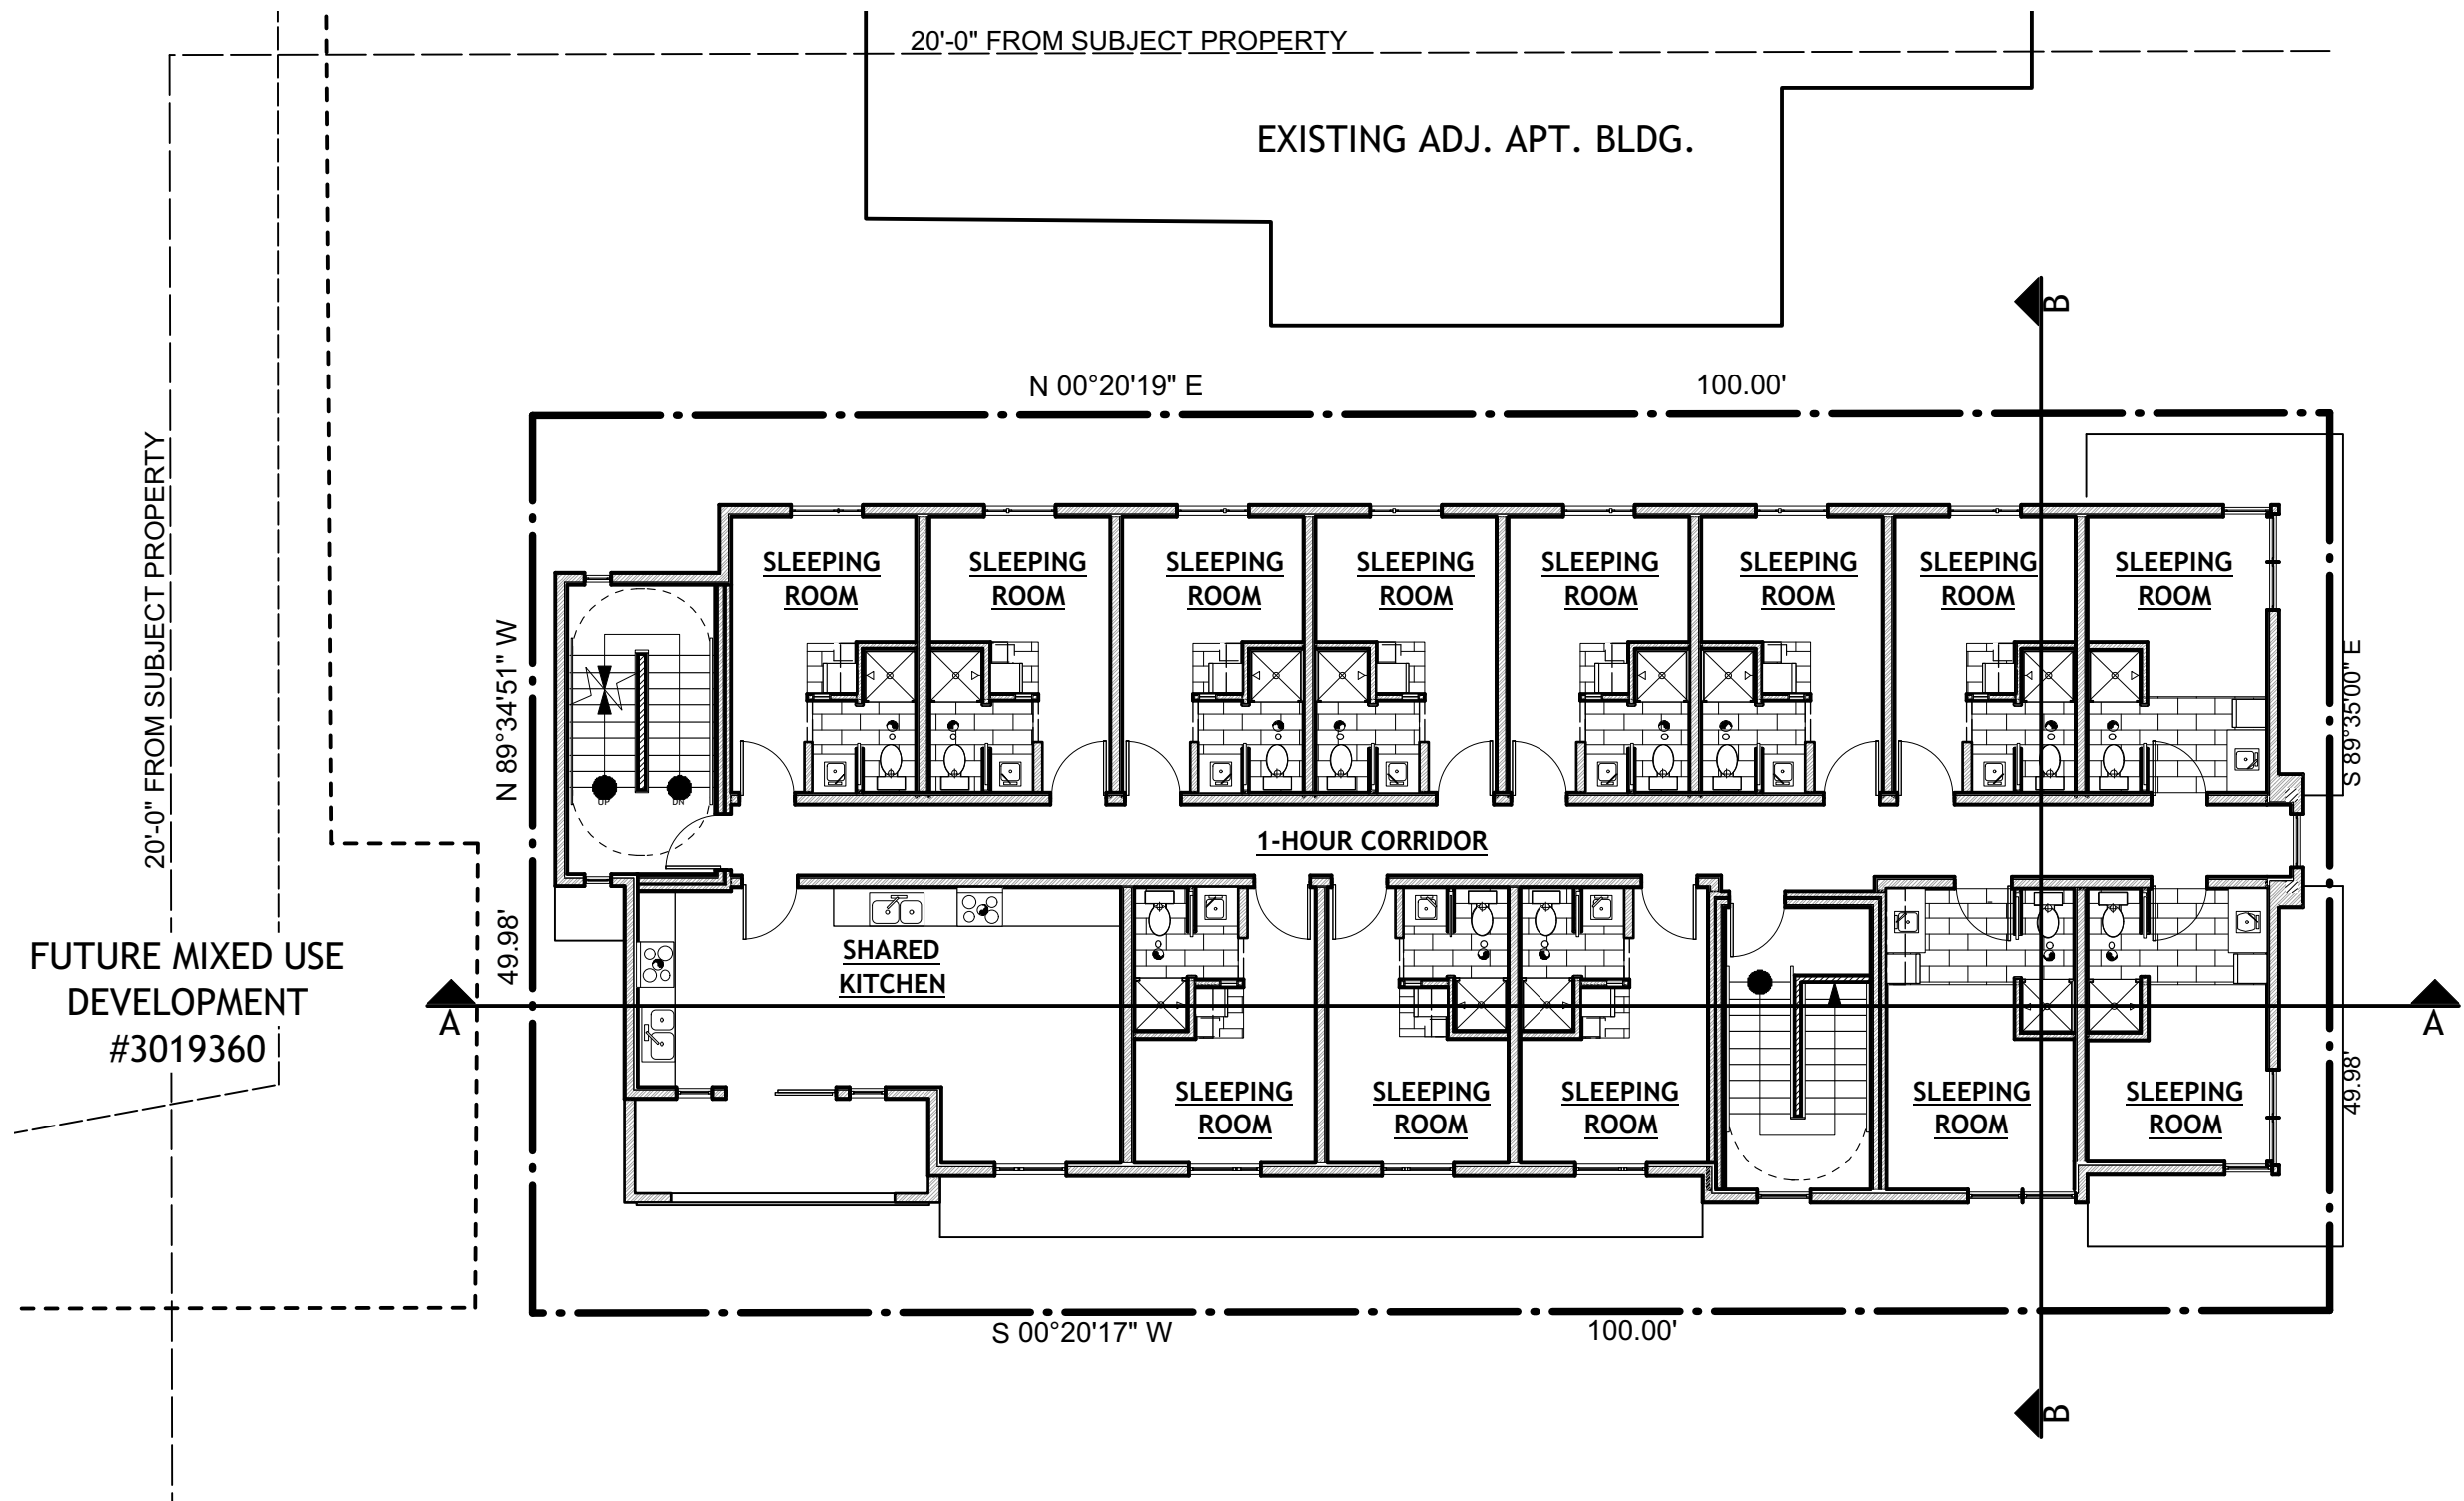 20'-0" FROM SUBJECT PROPERTY
EXISTING ADJ. APT. BLDG.
B
N 00°20'19" E
100.00'
20'-0" FROM SUBJECT PROPERTY
N 89°34'51" W
49.98'
S 89°35'00" E
49.98'
SLEEPING
ROOM
SLEEPING
ROOM
SLEEPING
ROOM
SLEEPING
ROOM
SLEEPING
ROOM
SLEEPING
ROOM
SLEEPING
ROOM
SLEEPING
ROOM
UP
DN
1-HOUR CORRIDOR
FUTURE MIXED USE
DEVELOPMENT
#3019360
A
SHARED
KITCHEN
A
SLEEPING
ROOM
SLEEPING
ROOM
SLEEPING
ROOM
SLEEPING
ROOM
SLEEPING
ROOM
S 00°20'17" W
100.00'
B